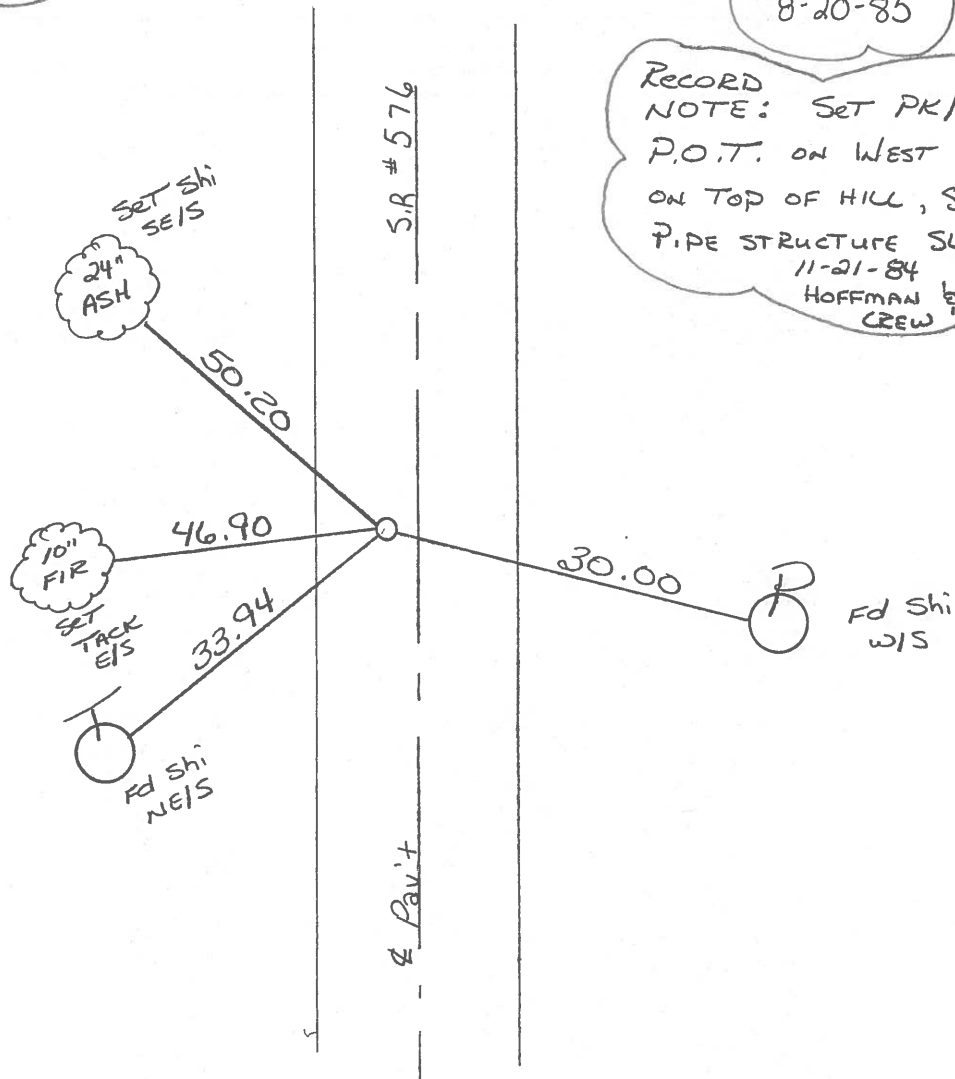 8-20-85
RECORD
NOTE: SET PK/
P.O.T. ON WEST
ON TOP OF HILL, S
PIPE STRUCTURE
11-21-84
HOFFMAN &
CREW
S.R #576
Set Shi
SE/S
24"
ASH
50.20
10"
FIR
46.90
SET
TACK
E/S
33.94
30.00
Fd Shi
W/S
Fd Shi
NE/S
℄ Pav't